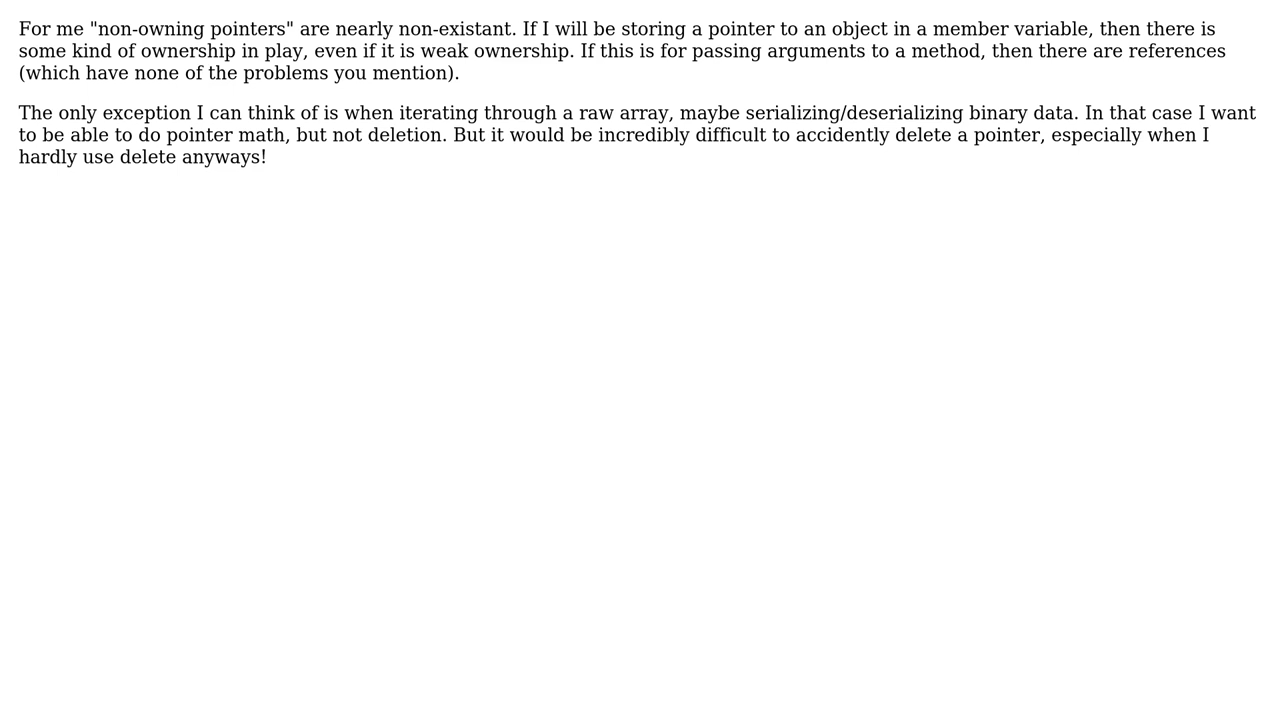 For me "non-owning pointers" are nearly non-existant. If I will be storing a pointer to an object in a member variable, then there is
some kind of ownership in play, even if it is weak ownership. If this is for passing arguments to a method, then there are references
(which have none of the problems you mention).
The only exception I can think of is when iterating through a raw array, maybe serializing/deserializing binary data. In that case I want
to be able to do pointer math, but not deletion. But it would be incredibly difficult to accidently delete a pointer, especially when I
hardly use delete anyways!